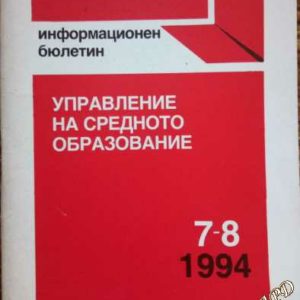 информационен
бюлетин
УПРАВЛЕНИЕ
НА СРЕДНОТО
ОБРАЗОВАНИЕ
7-8
1994